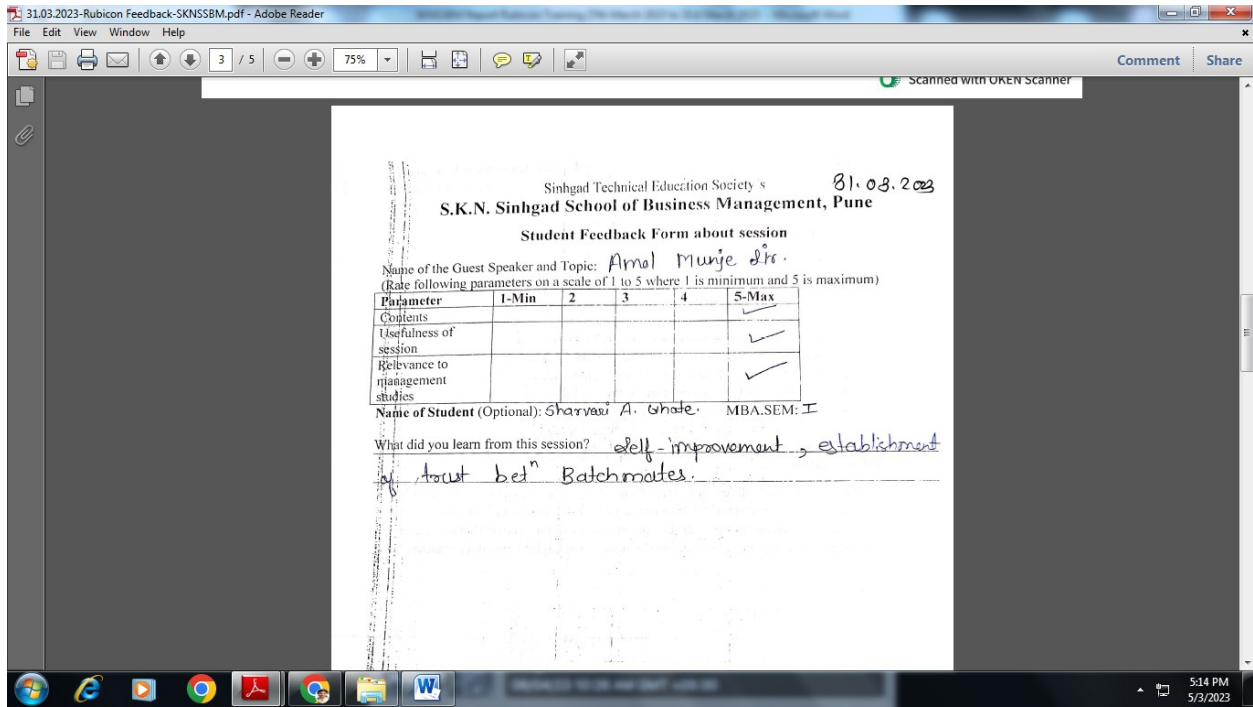 31.03.2023-Rubicon Feedback-SKNSSBM.pdf - Adobe Reader
File Edit View Window Help
3 / 5 75% Comment Share
Scanned with OKEN Scanner
Sinhgad Technical Education Society s 31.03.2023
S.K.N. Sinhgad School of Business Management, Pune
Student Feedback Form about session
Name of the Guest Speaker and Topic: Amol Munje Sir.
(Rate following parameters on a scale of 1 to 5 where 1 is minimum and 5 is maximum)
Parameter 1-Min 2 3 4 5-Max
Contents
Usefulness of
session
Relevance to
management
studies
Name of Student (Optional): Sharvari A. Ghate. MBA.SEM: I
What did you learn from this session? Self-improvement, establishment
of trust betⁿ Batchmates.
5:14 PM
5/3/2023